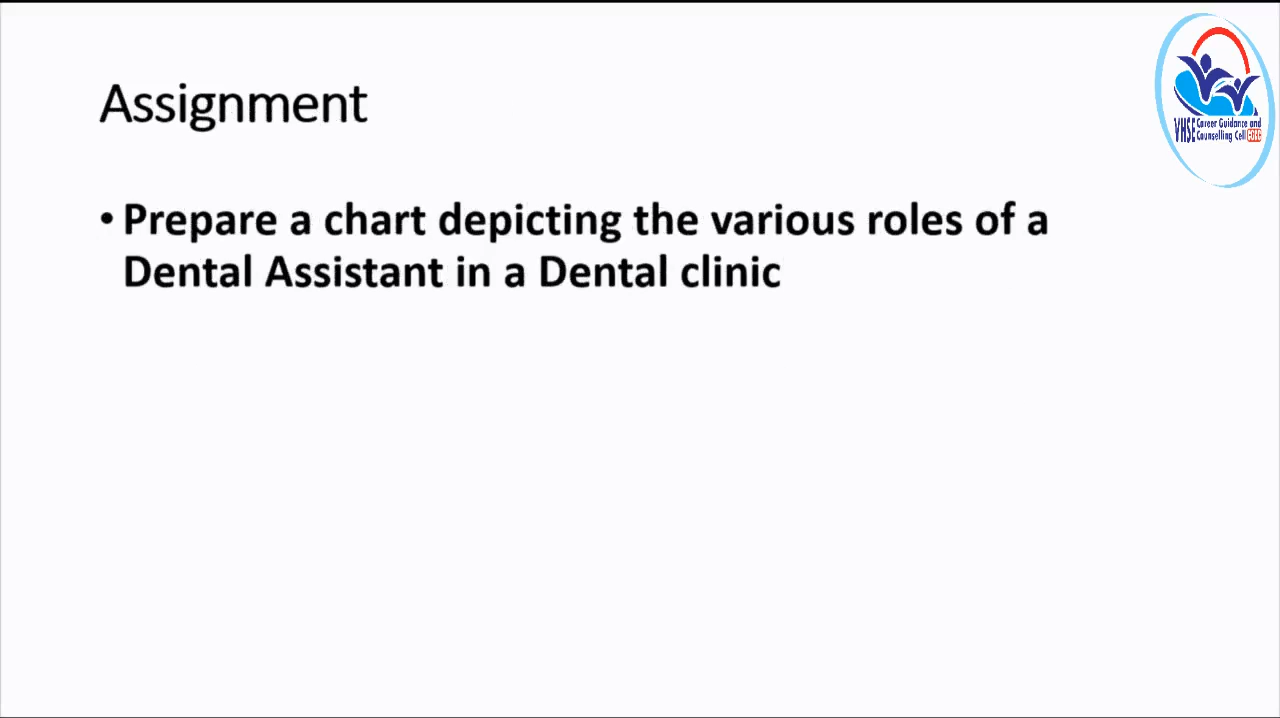 Assignment
• Prepare a chart depicting the various roles of a
Dental Assistant in a Dental clinic
VHSE Career Guidance and
Counselling Cell CGCC